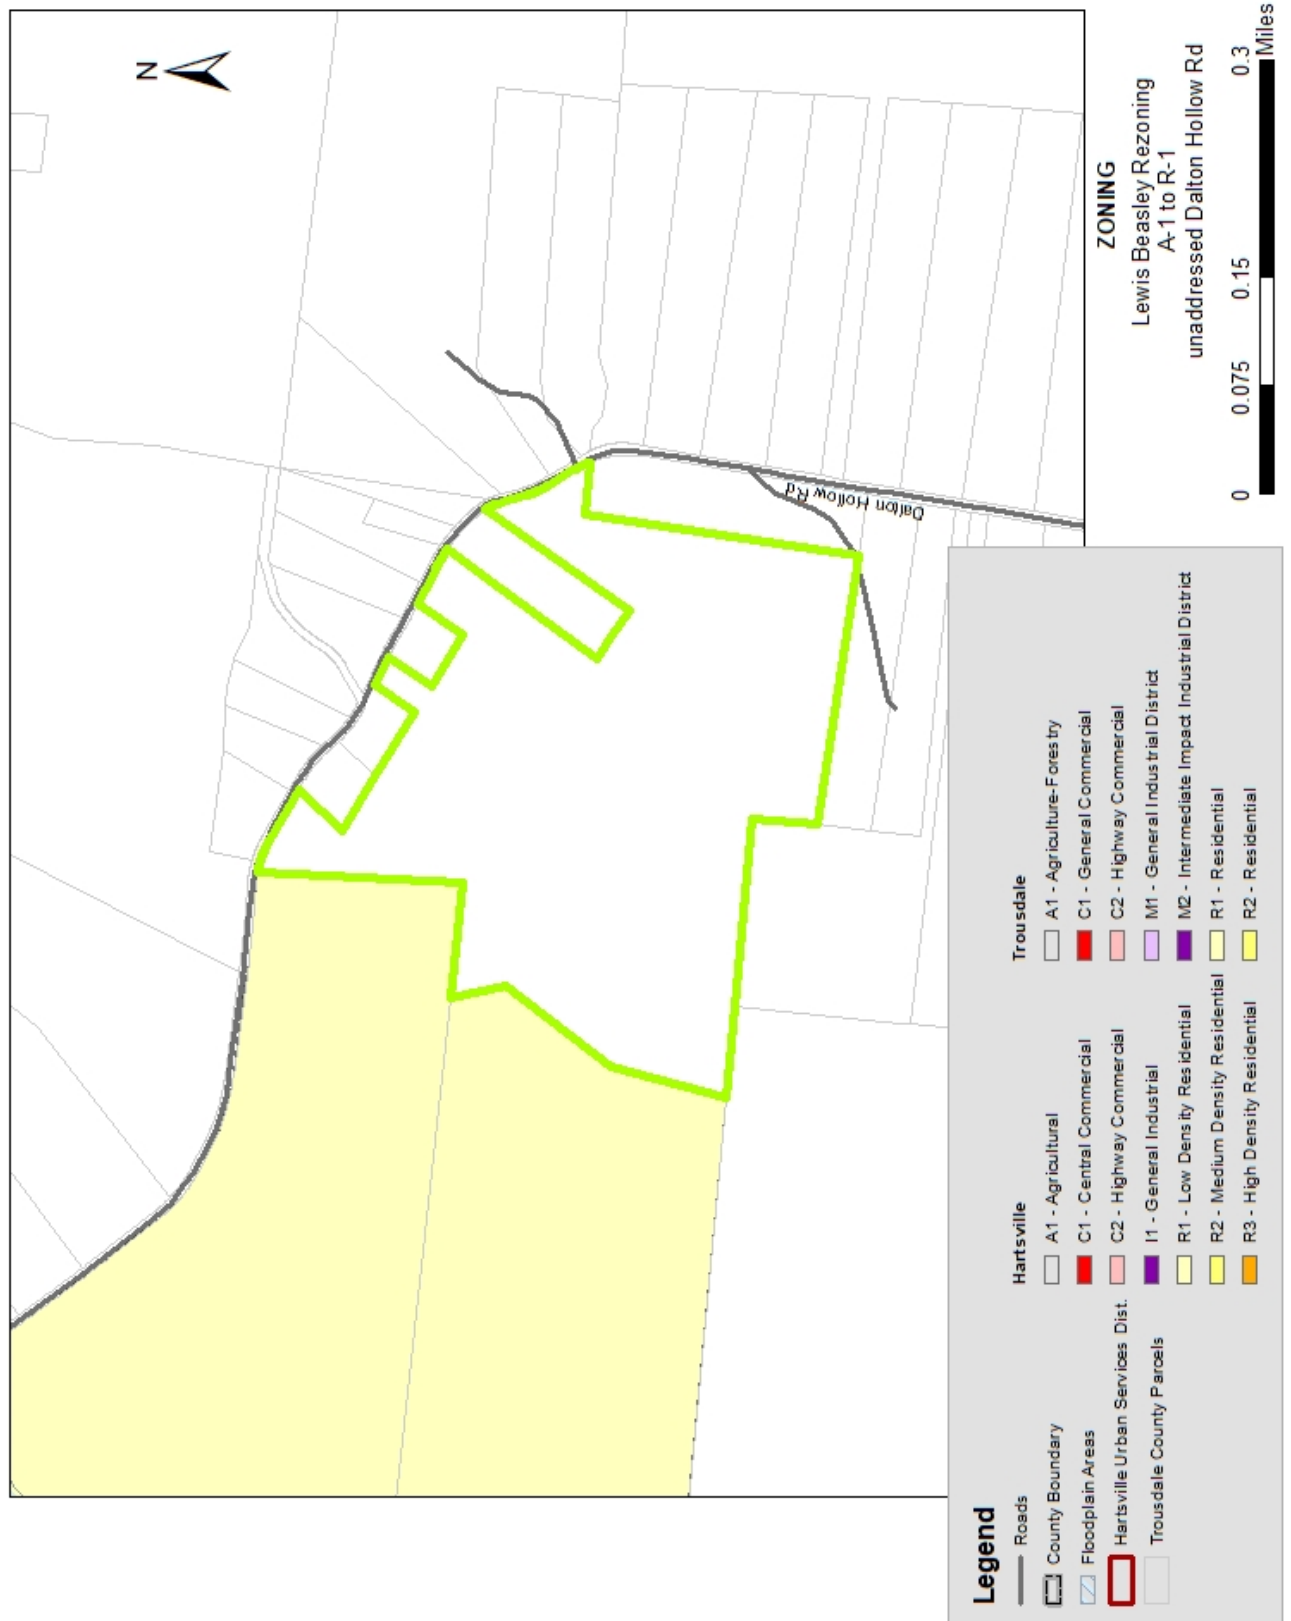 N
Dalton Hollow Rd
ZONING
Lewis Beasley Rezoning
A-1 to R-1
unaddressed Dalton Hollow Rd
0 0.075 0.15 0.3
Miles
Legend
Roads
County Boundary
Floodplain Areas
Hartsville Urban Services Dist.
Trousdale County Parcels
Hartsville
A1 - Agricultural
C1 - Central Commercial
C2 - Highway Commercial
I1 - General Industrial
R1 - Low Density Residential
R2 - Medium Density Residential
R3 - High Density Residential
Trousdale
A1 - Agriculture-Forestry
C1 - General Commercial
C2 - Highway Commercial
M1 - General Industrial District
M2 - Intermediate Impact Industrial District
R1 - Residential
R2 - Residential